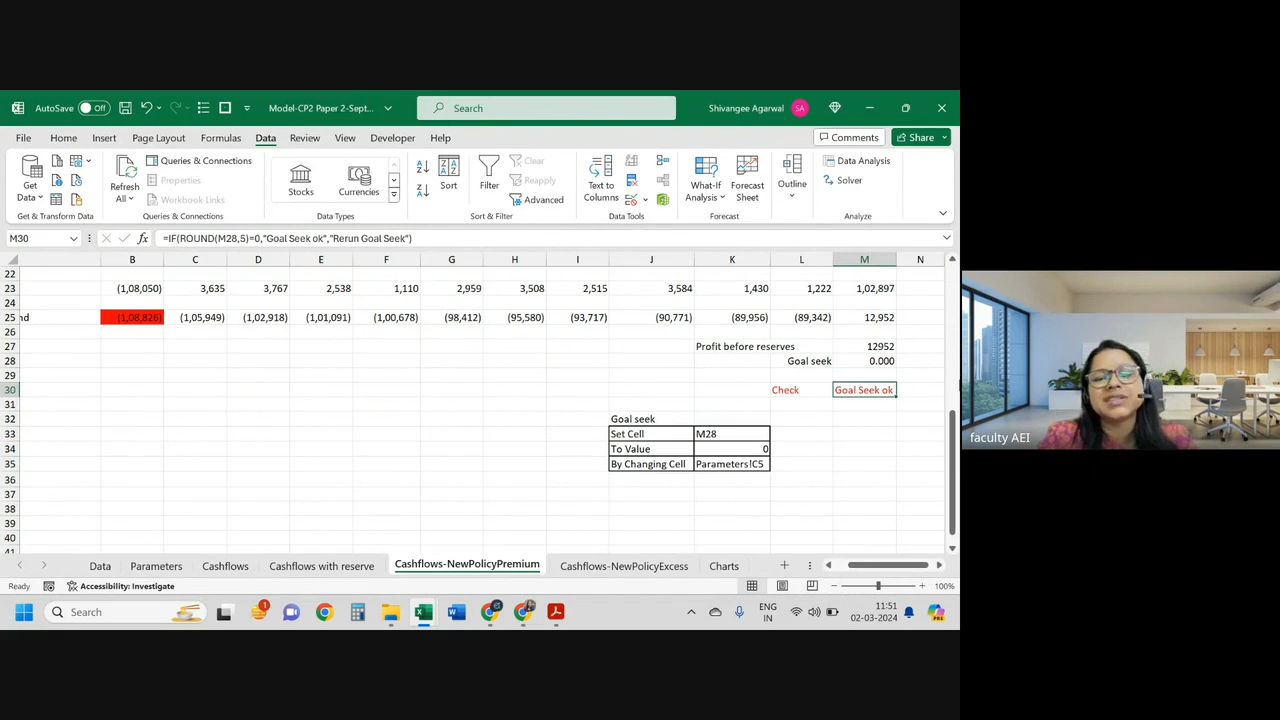 AutoSave Off Model-CP2 Paper 2-Sept... Search Shivangee Agarwal SA
File Home Insert Page Layout Formulas Data Review View Developer Help Comments Share
Get Data Refresh All Queries & Connections Properties Workbook Links Stocks Currencies Sort Filter Clear Reapply Advanced Text to Columns What-If Analysis Forecast Sheet Outline Data Analysis Solver
Get & Transform Data Queries & Connections Data Types Sort & Filter Data Tools Forecast Analyze
M30 fx =IF(ROUND(M28,5)=0,"Goal Seek ok","Rerun Goal Seek")
B C D E F G H I J K L M N
22
23 (1,08,050) 3,635 3,767 2,538 1,110 2,959 3,508 2,515 3,584 1,430 1,222 1,02,897
24
25 nd (1,08,826) (1,05,949) (1,02,918) (1,01,091) (1,00,678) (98,412) (95,580) (93,717) (90,771) (89,956) (89,342) 12,952
26
27 Profit before reserves 12952
28 Goal seek 0.000
29
30 Check Goal Seek ok
31
32 Goal seek
33 Set Cell M28
34 To Value 0
35 By Changing Cell Parameters!C5
36
37
38
39
40
41
Data Parameters Cashflows Cashflows with reserve Cashflows-NewPolicyPremium Cashflows-NewPolicyExcess Charts
Ready Accessibility: Investigate 100%
Search 1 ENG IN 11:51 02-03-2024
faculty AEI